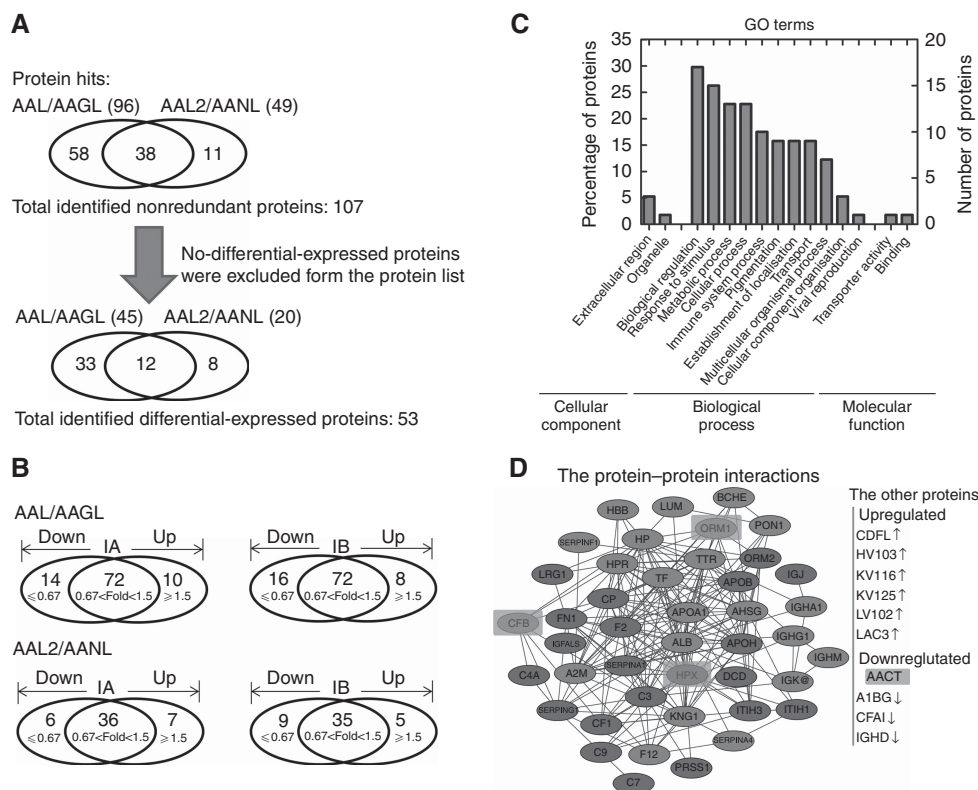 A
Protein hits:
AAL/AAGL (96) AAL2/AANL (49)
58 38 11
Total identified nonredundant proteins: 107
No-differential-expressed proteins
were excluded form the protein list
AAL/AAGL (45) AAL2/AANL (20)
33 12 8
Total identified differential-expressed proteins: 53
B
AAL/AAGL
Down IA Up
14 72 10
≤0.67 0.67<Fold<1.5 ≥1.5
Down IB Up
16 72 8
≤0.67 0.67<Fold<1.5 ≥1.5
AAL2/AANL
Down IA Up
6 36 7
≤0.67 0.67<Fold<1.5 ≥1.5
Down IB Up
9 35 5
≤0.67 0.67<Fold<1.5 ≥1.5
C
GO terms
Percentage of proteins
35
30
25
20
15
10
5
0
Number of proteins
20
15
10
5
0
Extracellular region
Organelle
Biological regulation
Response to stimulus
Metabolic process
Cellular process
Immune system process
Pigmentation
Establishment of localisation
Transport
Multicellular organismal process
Cellular component organisation
Viral reproduction
Transporter activity
Binding
Cellular
component
Biological
process
Molecular
function
D
The protein–protein interactions
BCHE
HBB
LUM
ORM1
PON1
SERPINF1
HP
TTR
ORM2
LRG1
HPR
TF
APOB
IGJ
CP
APOA1
AHSG
IGHA1
CFB
FN1
F2
IGFALS
ALB
APOH
IGHG1
IGHM
C4A
A2M
SERPINA1
HPX
DCD
IGK@
SERPING1
C3
CF1
KNG1
ITIH3
ITIH1
C9
F12
SERPINA4
C7
PRSS1
The other proteins
Upregulated
CDFL↑
HV103↑
KV116↑
KV125↑
LV102↑
LAC3↑
Downreglutated
AACT
A1BG↓
CFAI↓
IGHD↓